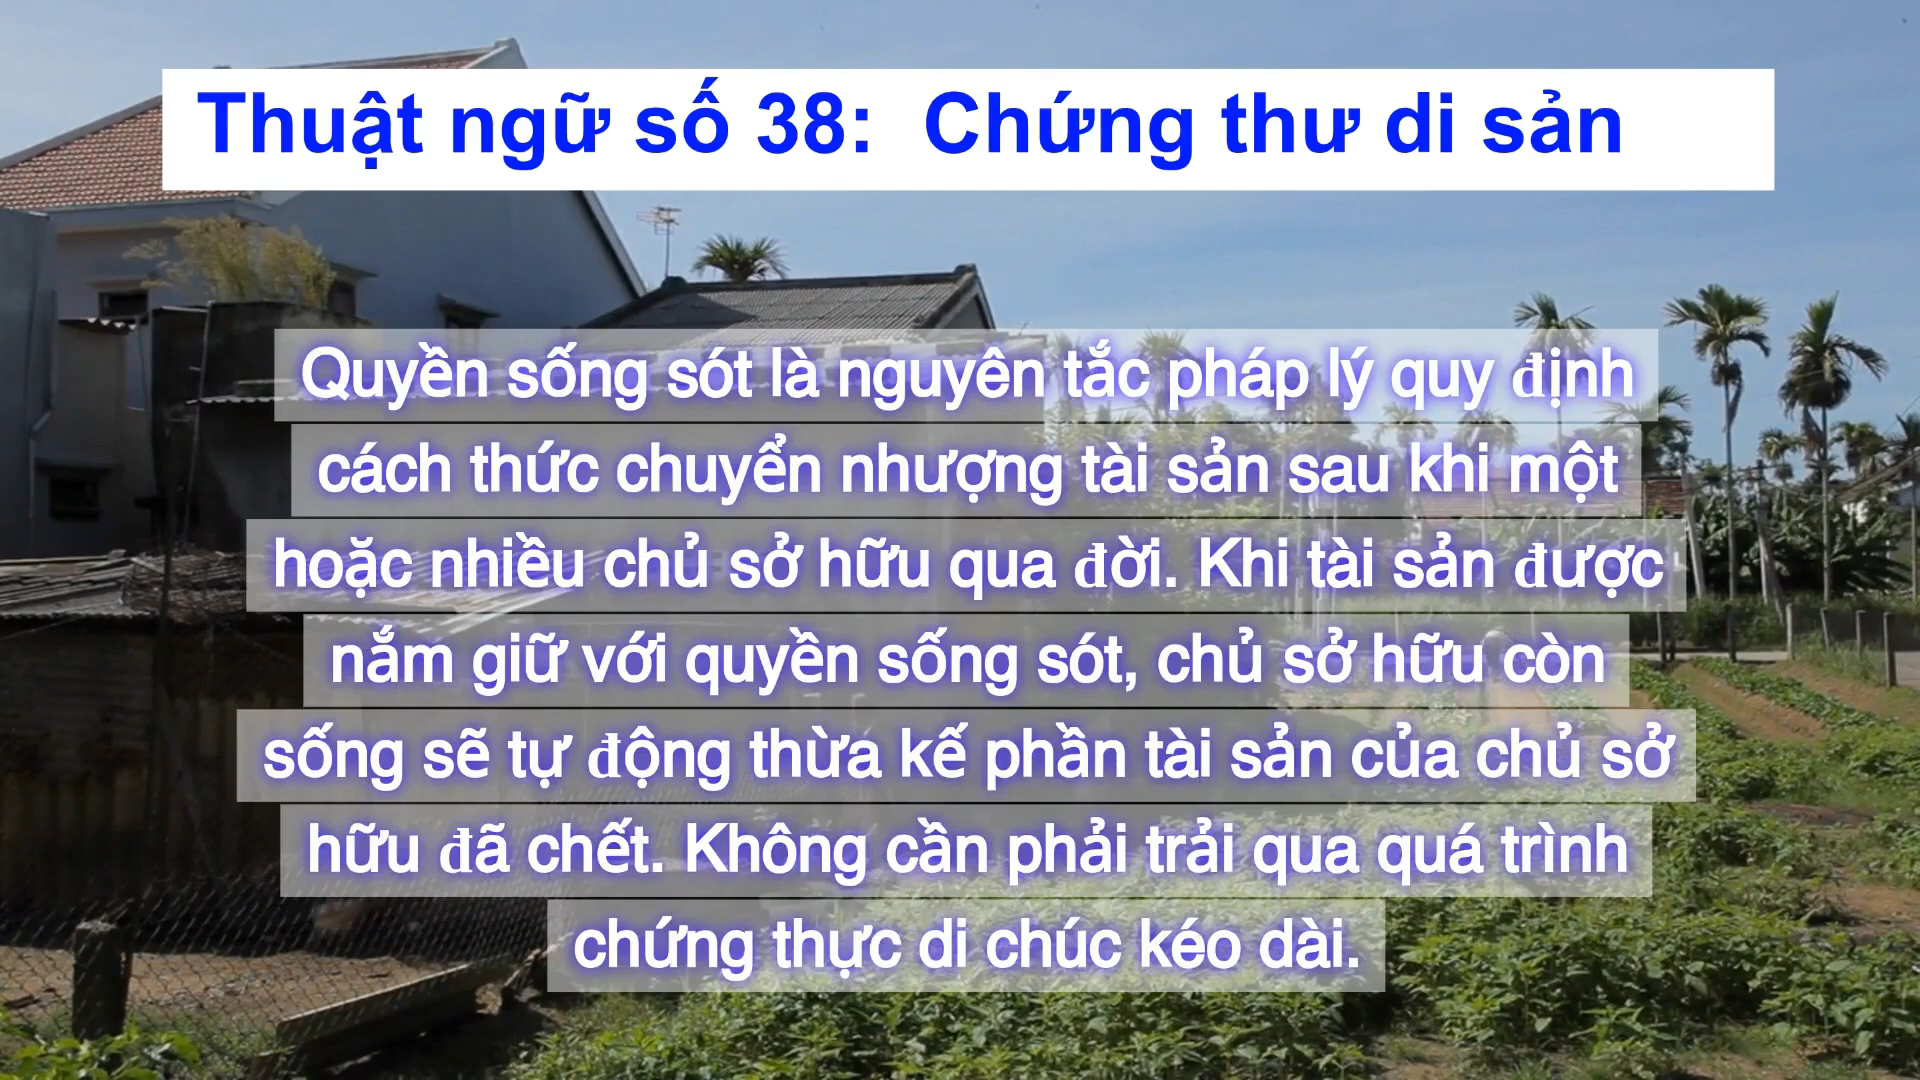 Thuật ngữ số 38: Chứng thư di sản
Quyền sống sót là nguyên tắc pháp lý quy định
cách thức chuyển nhượng tài sản sau khi một
hoặc nhiều chủ sở hữu qua đời. Khi tài sản được
nắm giữ với quyền sống sót, chủ sở hữu còn
sống sẽ tự động thừa kế phần tài sản của chủ sở
hữu đã chết. Không cần phải trải qua quá trình
chứng thực di chúc kéo dài.